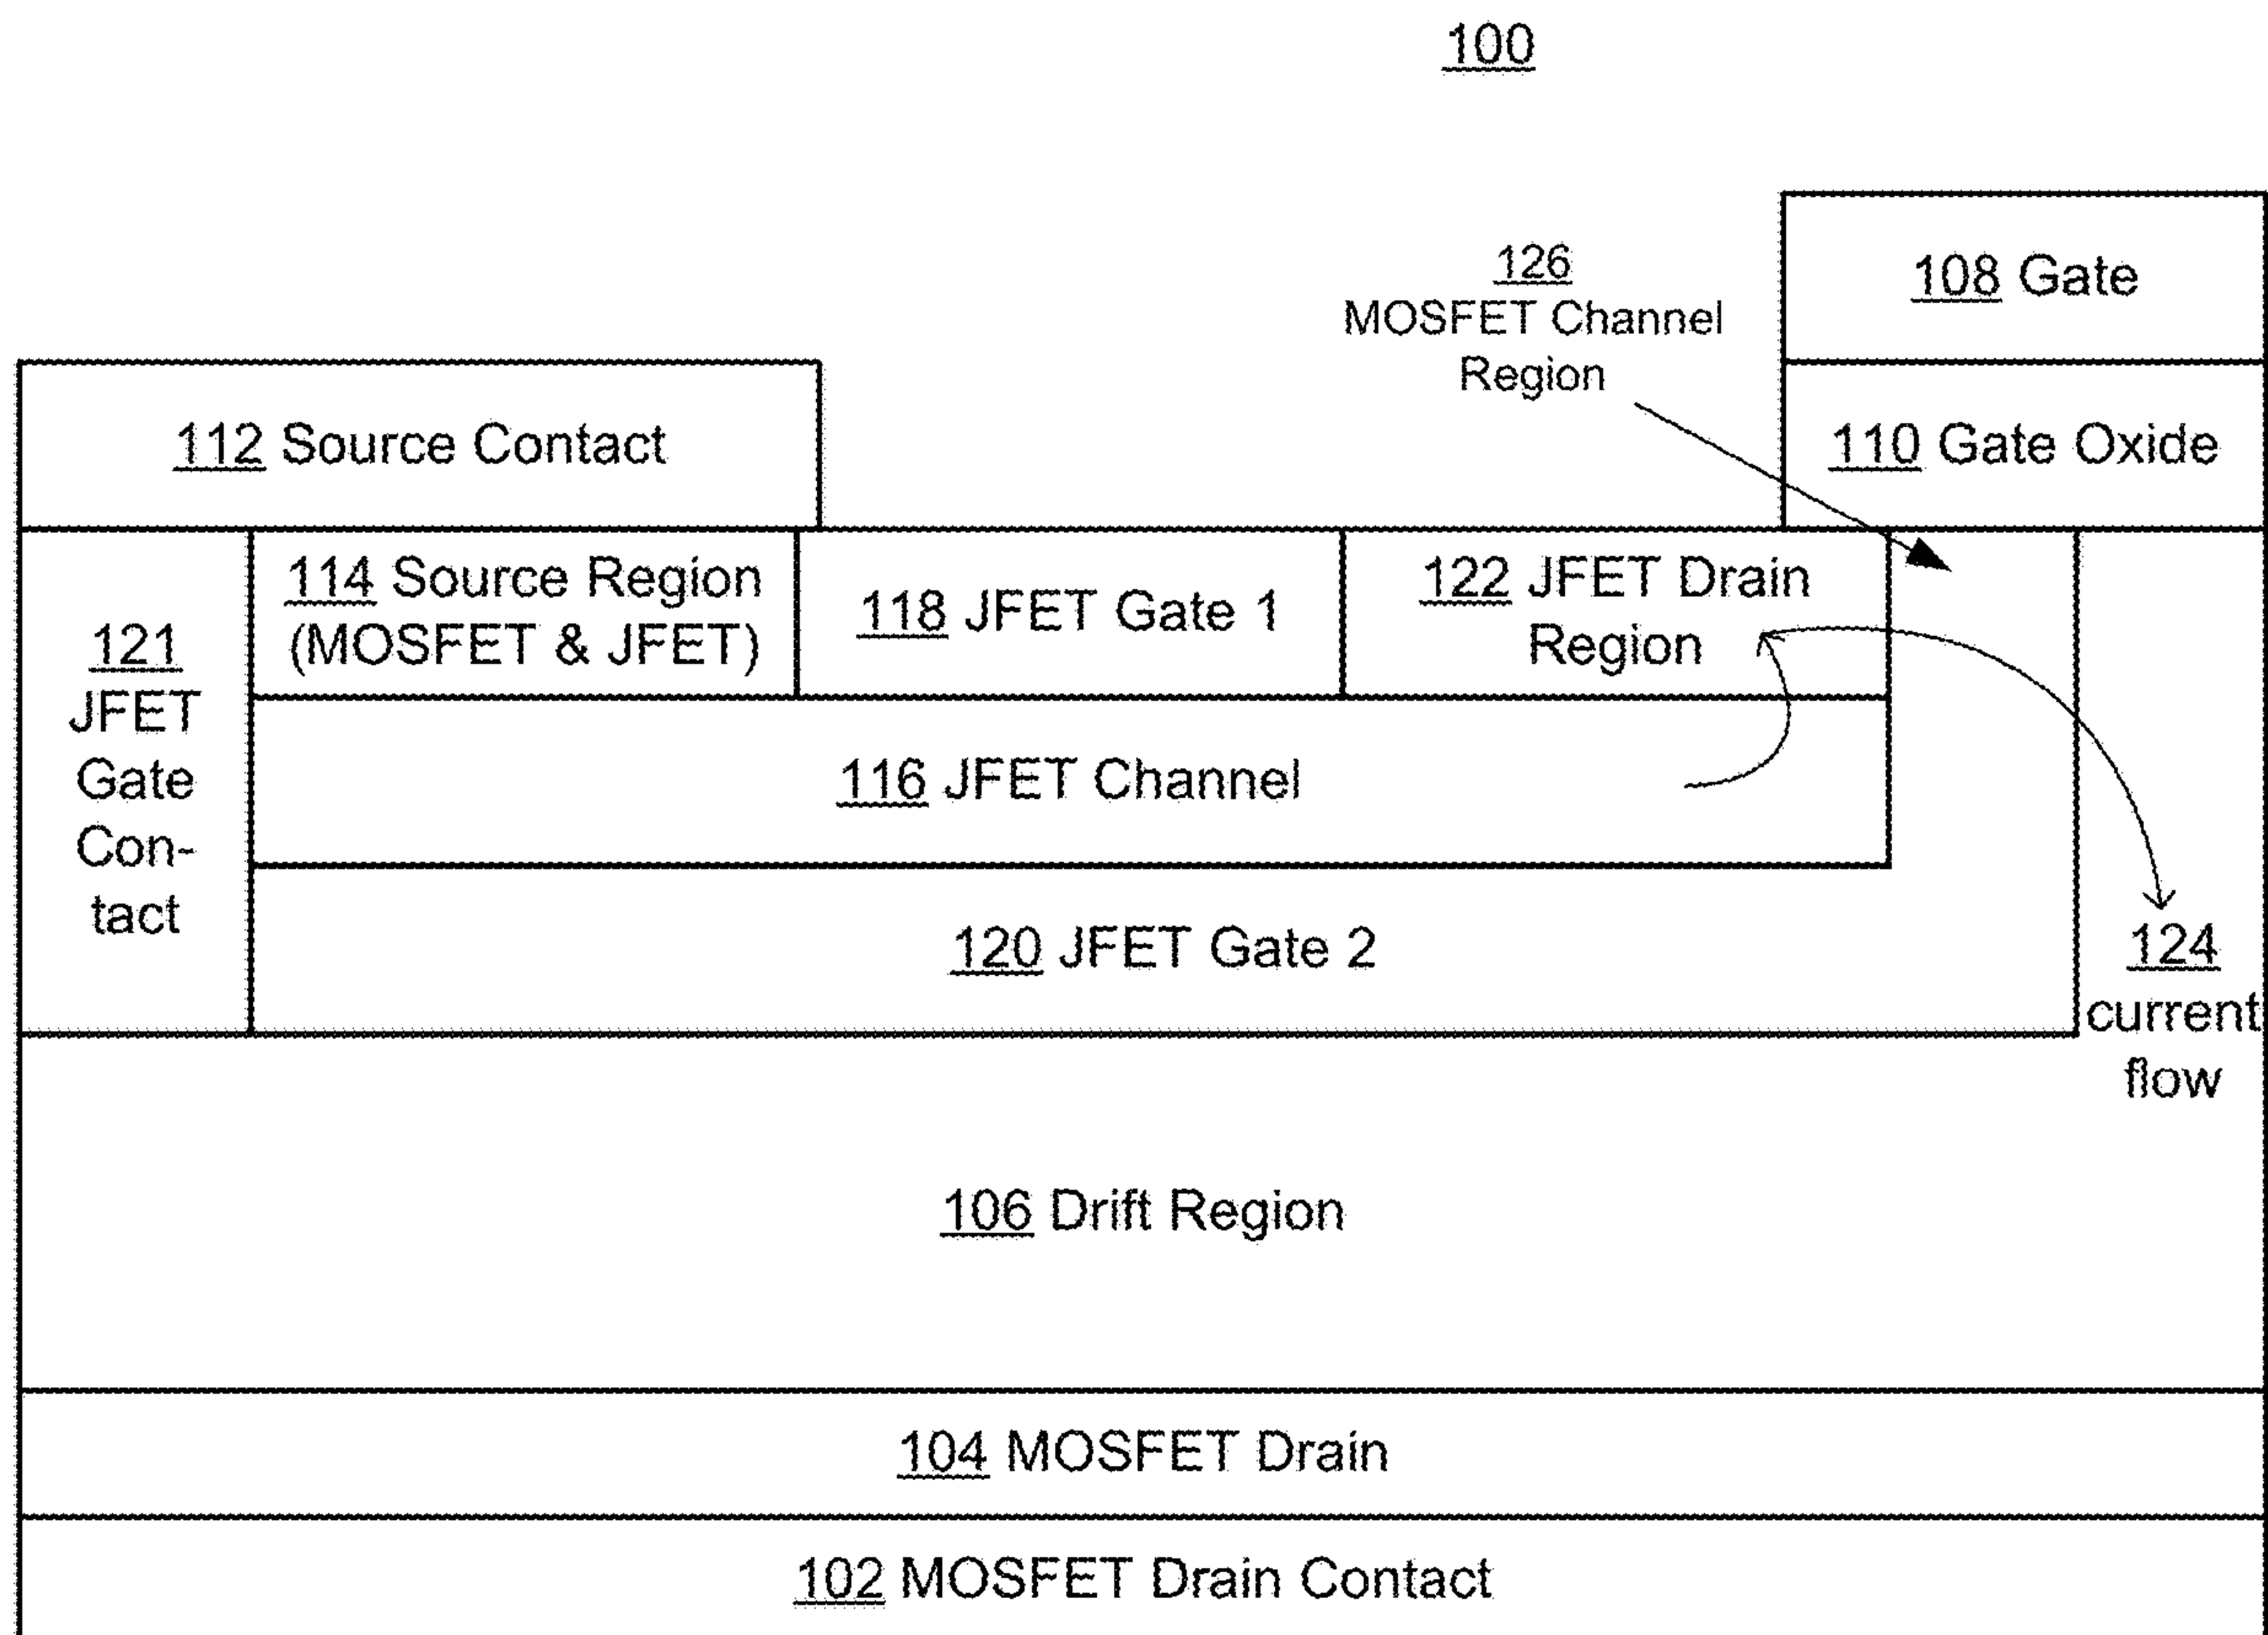 100
126
MOSFET Channel
Region
108 Gate
112 Source Contact
110 Gate Oxide
121
JFET
Gate
Con-
tact
114 Source Region
(MOSFET & JFET)
118 JFET Gate 1
122 JFET Drain
Region
116 JFET Channel
120 JFET Gate 2
124
current
flow
106 Drift Region
104 MOSFET Drain
102 MOSFET Drain Contact